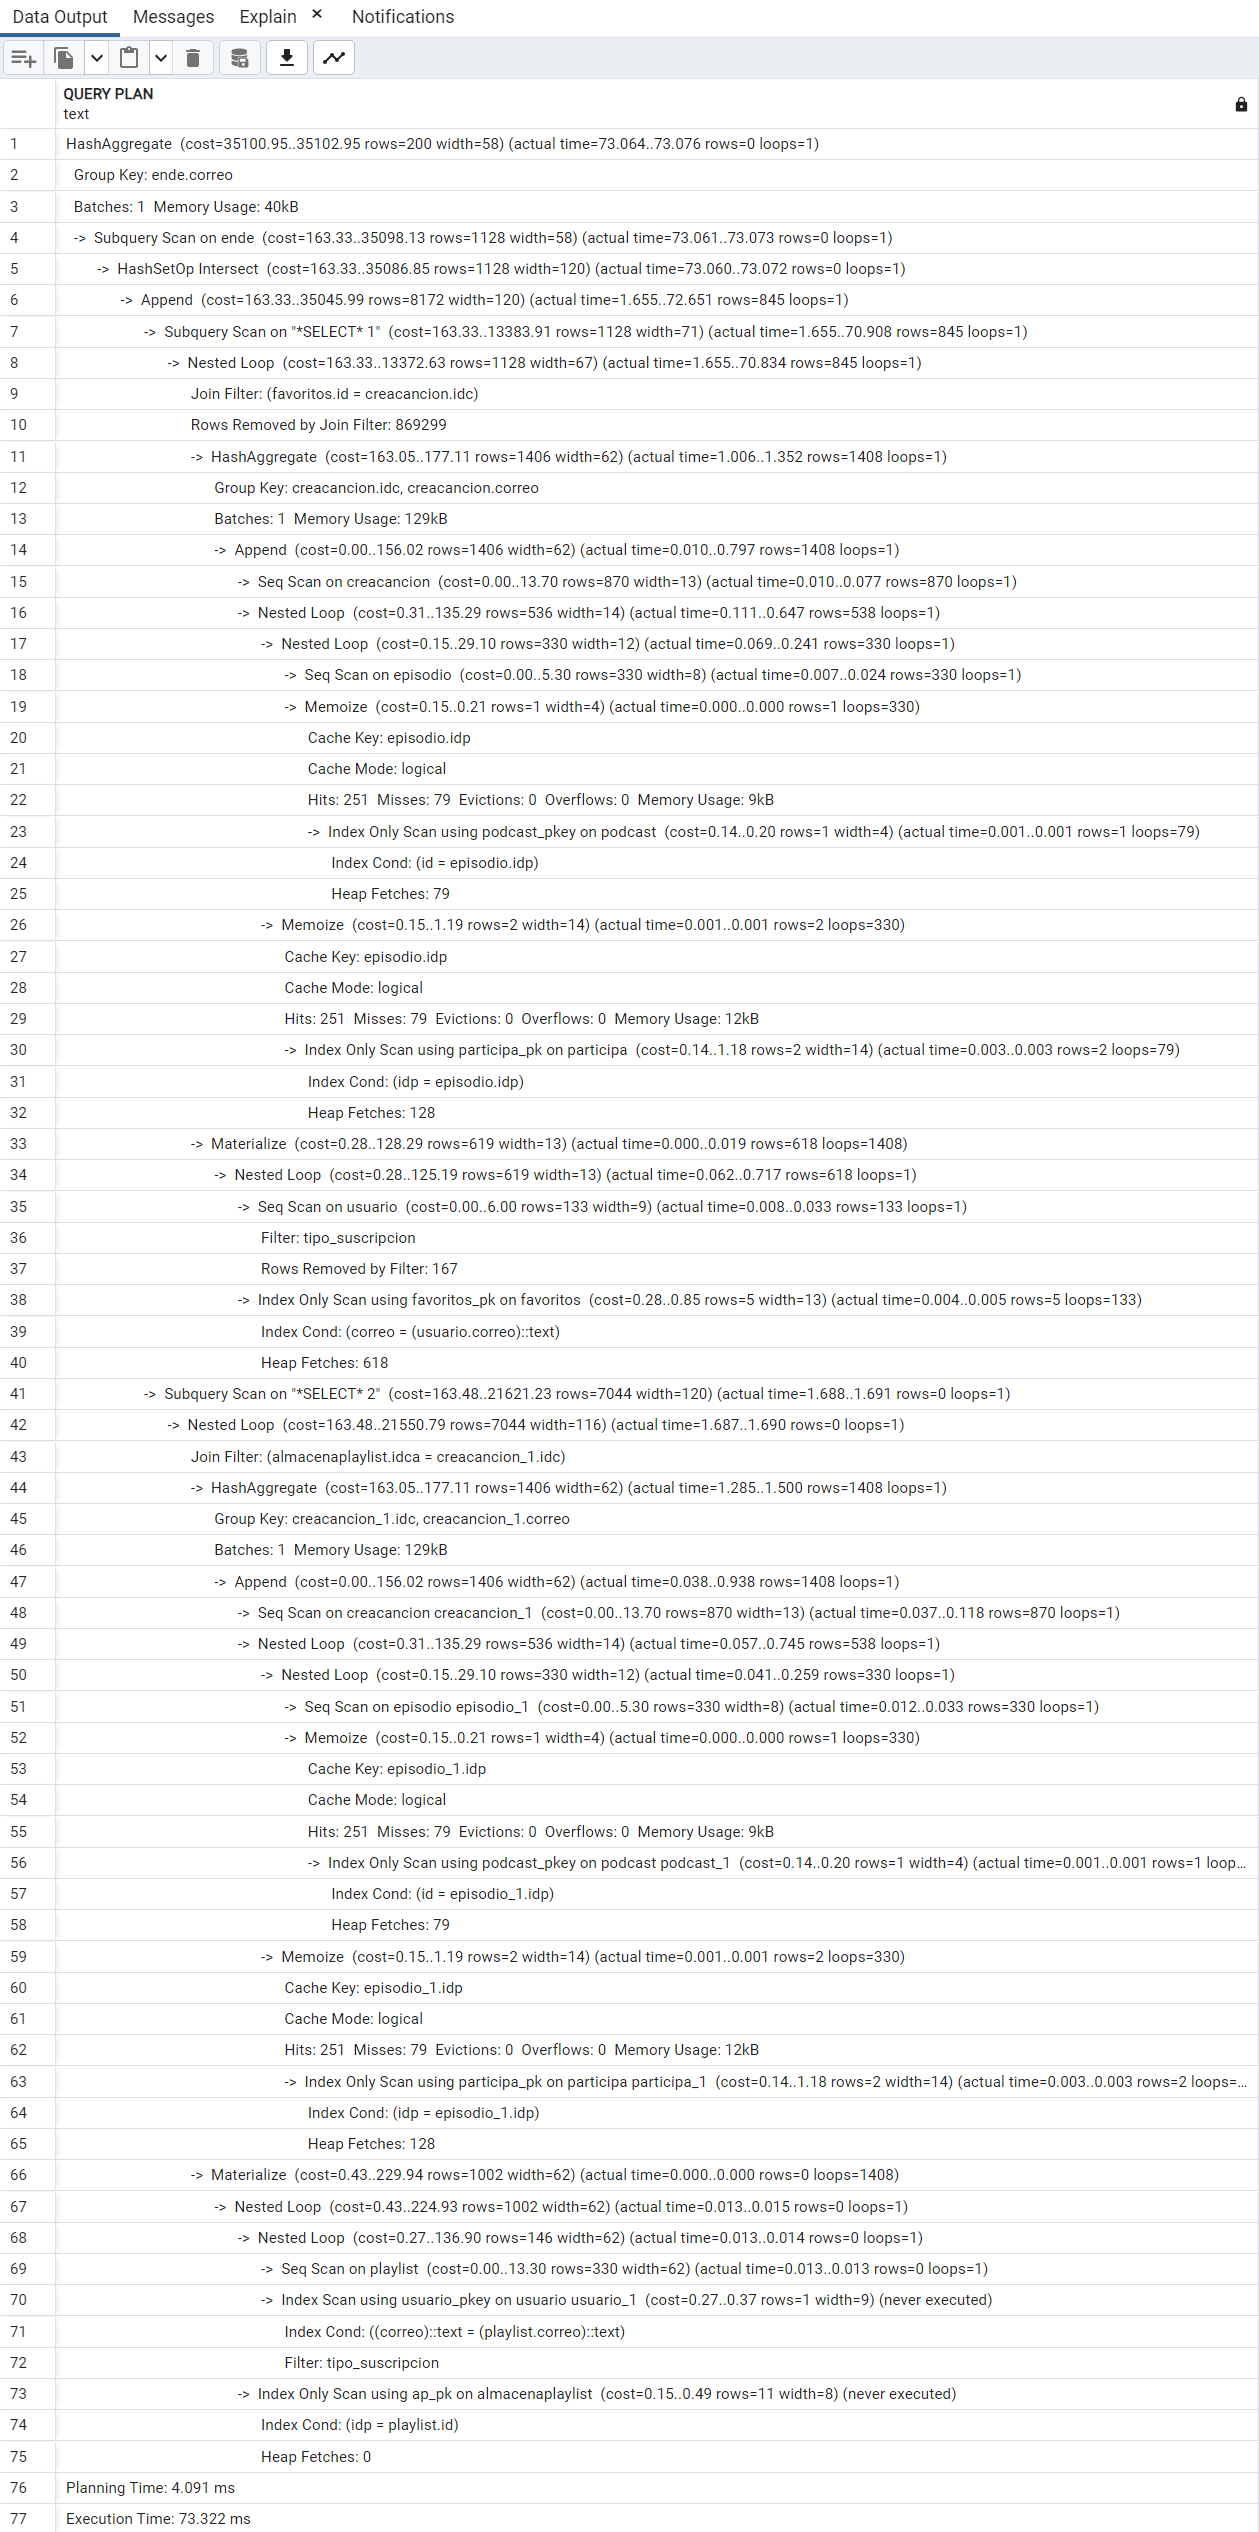 Data Output Messages Explain × Notifications
QUERY PLAN
text
1 HashAggregate (cost=35100.95..35102.95 rows=200 width=58) (actual time=73.064..73.076 rows=0 loops=1)
2 Group Key: ende.correo
3 Batches: 1 Memory Usage: 40kB
4 -> Subquery Scan on ende (cost=163.33..35098.13 rows=1128 width=58) (actual time=73.061..73.073 rows=0 loops=1)
5 -> HashSetOp Intersect (cost=163.33..35086.85 rows=1128 width=120) (actual time=73.060..73.072 rows=0 loops=1)
6 -> Append (cost=163.33..35045.99 rows=8172 width=120) (actual time=1.655..72.651 rows=845 loops=1)
7 -> Subquery Scan on "*SELECT* 1" (cost=163.33..13383.91 rows=1128 width=71) (actual time=1.655..70.908 rows=845 loops=1)
8 -> Nested Loop (cost=163.33..13372.63 rows=1128 width=67) (actual time=1.655..70.834 rows=845 loops=1)
9 Join Filter: (favoritos.id = creacancion.idc)
10 Rows Removed by Join Filter: 869299
11 -> HashAggregate (cost=163.05..177.11 rows=1406 width=62) (actual time=1.006..1.352 rows=1408 loops=1)
12 Group Key: creacancion.idc, creacancion.correo
13 Batches: 1 Memory Usage: 129kB
14 -> Append (cost=0.00..156.02 rows=1406 width=62) (actual time=0.010..0.797 rows=1408 loops=1)
15 -> Seq Scan on creacancion (cost=0.00..13.70 rows=870 width=13) (actual time=0.010..0.077 rows=870 loops=1)
16 -> Nested Loop (cost=0.31..135.29 rows=536 width=14) (actual time=0.111..0.647 rows=538 loops=1)
17 -> Nested Loop (cost=0.15..29.10 rows=330 width=12) (actual time=0.069..0.241 rows=330 loops=1)
18 -> Seq Scan on episodio (cost=0.00..5.30 rows=330 width=8) (actual time=0.007..0.024 rows=330 loops=1)
19 -> Memoize (cost=0.15..0.21 rows=1 width=4) (actual time=0.000..0.000 rows=1 loops=330)
20 Cache Key: episodio.idp
21 Cache Mode: logical
22 Hits: 251 Misses: 79 Evictions: 0 Overflows: 0 Memory Usage: 9kB
23 -> Index Only Scan using podcast_pkey on podcast (cost=0.14..0.20 rows=1 width=4) (actual time=0.001..0.001 rows=1 loops=79)
24 Index Cond: (id = episodio.idp)
25 Heap Fetches: 79
26 -> Memoize (cost=0.15..1.19 rows=2 width=14) (actual time=0.001..0.001 rows=2 loops=330)
27 Cache Key: episodio.idp
28 Cache Mode: logical
29 Hits: 251 Misses: 79 Evictions: 0 Overflows: 0 Memory Usage: 12kB
30 -> Index Only Scan using participa_pk on participa (cost=0.14..1.18 rows=2 width=14) (actual time=0.003..0.003 rows=2 loops=79)
31 Index Cond: (idp = episodio.idp)
32 Heap Fetches: 128
33 -> Materialize (cost=0.28..128.29 rows=619 width=13) (actual time=0.000..0.019 rows=618 loops=1408)
34 -> Nested Loop (cost=0.28..125.19 rows=619 width=13) (actual time=0.062..0.717 rows=618 loops=1)
35 -> Seq Scan on usuario (cost=0.00..6.00 rows=133 width=9) (actual time=0.008..0.033 rows=133 loops=1)
36 Filter: tipo_suscripcion
37 Rows Removed by Filter: 167
38 -> Index Only Scan using favoritos_pk on favoritos (cost=0.28..0.85 rows=5 width=13) (actual time=0.004..0.005 rows=5 loops=133)
39 Index Cond: (correo = (usuario.correo)::text)
40 Heap Fetches: 618
41 -> Subquery Scan on "*SELECT* 2" (cost=163.48..21621.23 rows=7044 width=120) (actual time=1.688..1.691 rows=0 loops=1)
42 -> Nested Loop (cost=163.48..21550.79 rows=7044 width=116) (actual time=1.687..1.690 rows=0 loops=1)
43 Join Filter: (almacenaplaylist.idca = creacancion_1.idc)
44 -> HashAggregate (cost=163.05..177.11 rows=1406 width=62) (actual time=1.285..1.500 rows=1408 loops=1)
45 Group Key: creacancion_1.idc, creacancion_1.correo
46 Batches: 1 Memory Usage: 129kB
47 -> Append (cost=0.00..156.02 rows=1406 width=62) (actual time=0.038..0.938 rows=1408 loops=1)
48 -> Seq Scan on creacancion creacancion_1 (cost=0.00..13.70 rows=870 width=13) (actual time=0.037..0.118 rows=870 loops=1)
49 -> Nested Loop (cost=0.31..135.29 rows=536 width=14) (actual time=0.057..0.745 rows=538 loops=1)
50 -> Nested Loop (cost=0.15..29.10 rows=330 width=12) (actual time=0.041..0.259 rows=330 loops=1)
51 -> Seq Scan on episodio episodio_1 (cost=0.00..5.30 rows=330 width=8) (actual time=0.012..0.033 rows=330 loops=1)
52 -> Memoize (cost=0.15..0.21 rows=1 width=4) (actual time=0.000..0.000 rows=1 loops=330)
53 Cache Key: episodio_1.idp
54 Cache Mode: logical
55 Hits: 251 Misses: 79 Evictions: 0 Overflows: 0 Memory Usage: 9kB
56 -> Index Only Scan using podcast_pkey on podcast podcast_1 (cost=0.14..0.20 rows=1 width=4) (actual time=0.001..0.001 rows=1 loop...
57 Index Cond: (id = episodio_1.idp)
58 Heap Fetches: 79
59 -> Memoize (cost=0.15..1.19 rows=2 width=14) (actual time=0.001..0.001 rows=2 loops=330)
60 Cache Key: episodio_1.idp
61 Cache Mode: logical
62 Hits: 251 Misses: 79 Evictions: 0 Overflows: 0 Memory Usage: 12kB
63 -> Index Only Scan using participa_pk on participa participa_1 (cost=0.14..1.18 rows=2 width=14) (actual time=0.003..0.003 rows=2 loops=...
64 Index Cond: (idp = episodio_1.idp)
65 Heap Fetches: 128
66 -> Materialize (cost=0.43..229.94 rows=1002 width=62) (actual time=0.000..0.000 rows=0 loops=1408)
67 -> Nested Loop (cost=0.43..224.93 rows=1002 width=62) (actual time=0.013..0.015 rows=0 loops=1)
68 -> Nested Loop (cost=0.27..136.90 rows=146 width=62) (actual time=0.013..0.014 rows=0 loops=1)
69 -> Seq Scan on playlist (cost=0.00..13.30 rows=330 width=62) (actual time=0.013..0.013 rows=0 loops=1)
70 -> Index Scan using usuario_pkey on usuario usuario_1 (cost=0.27..0.37 rows=1 width=9) (never executed)
71 Index Cond: ((correo)::text = (playlist.correo)::text)
72 Filter: tipo_suscripcion
73 -> Index Only Scan using ap_pk on almacenaplaylist (cost=0.15..0.49 rows=11 width=8) (never executed)
74 Index Cond: (idp = playlist.id)
75 Heap Fetches: 0
76 Planning Time: 4.091 ms
77 Execution Time: 73.322 ms